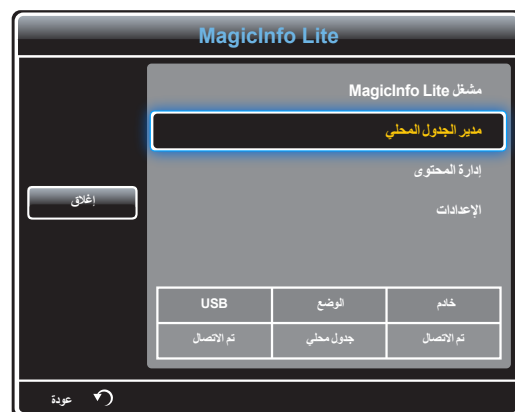 MagicInfo Lite
مشغل MagicInfo Lite
مدير الجدول المحلي
إدارة المحتوى
الإعدادات
إغلاق
خادم الوضع USB
تم الاتصال جدول محلي تم الاتصال
عودة